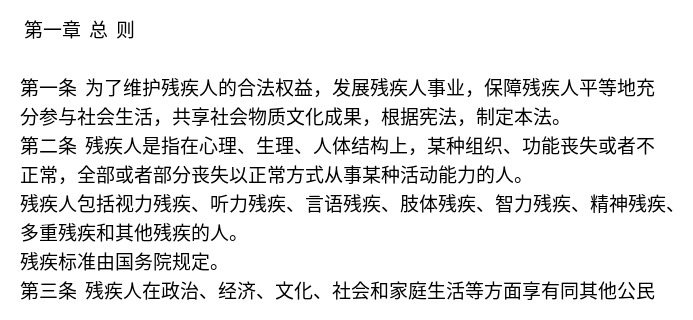 第一章 总 则
第一条 为了维护残疾人的合法权益，发展残疾人事业，保障残疾人平等地充
分参与社会生活，共享社会物质文化成果，根据宪法，制定本法。
第二条 残疾人是指在心理、生理、人体结构上，某种组织、功能丧失或者不
正常，全部或者部分丧失以正常方式从事某种活动能力的人。
残疾人包括视力残疾、听力残疾、言语残疾、肢体残疾、智力残疾、精神残疾、
多重残疾和其他残疾的人。
残疾标准由国务院规定。
第三条 残疾人在政治、经济、文化、社会和家庭生活等方面享有同其他公民